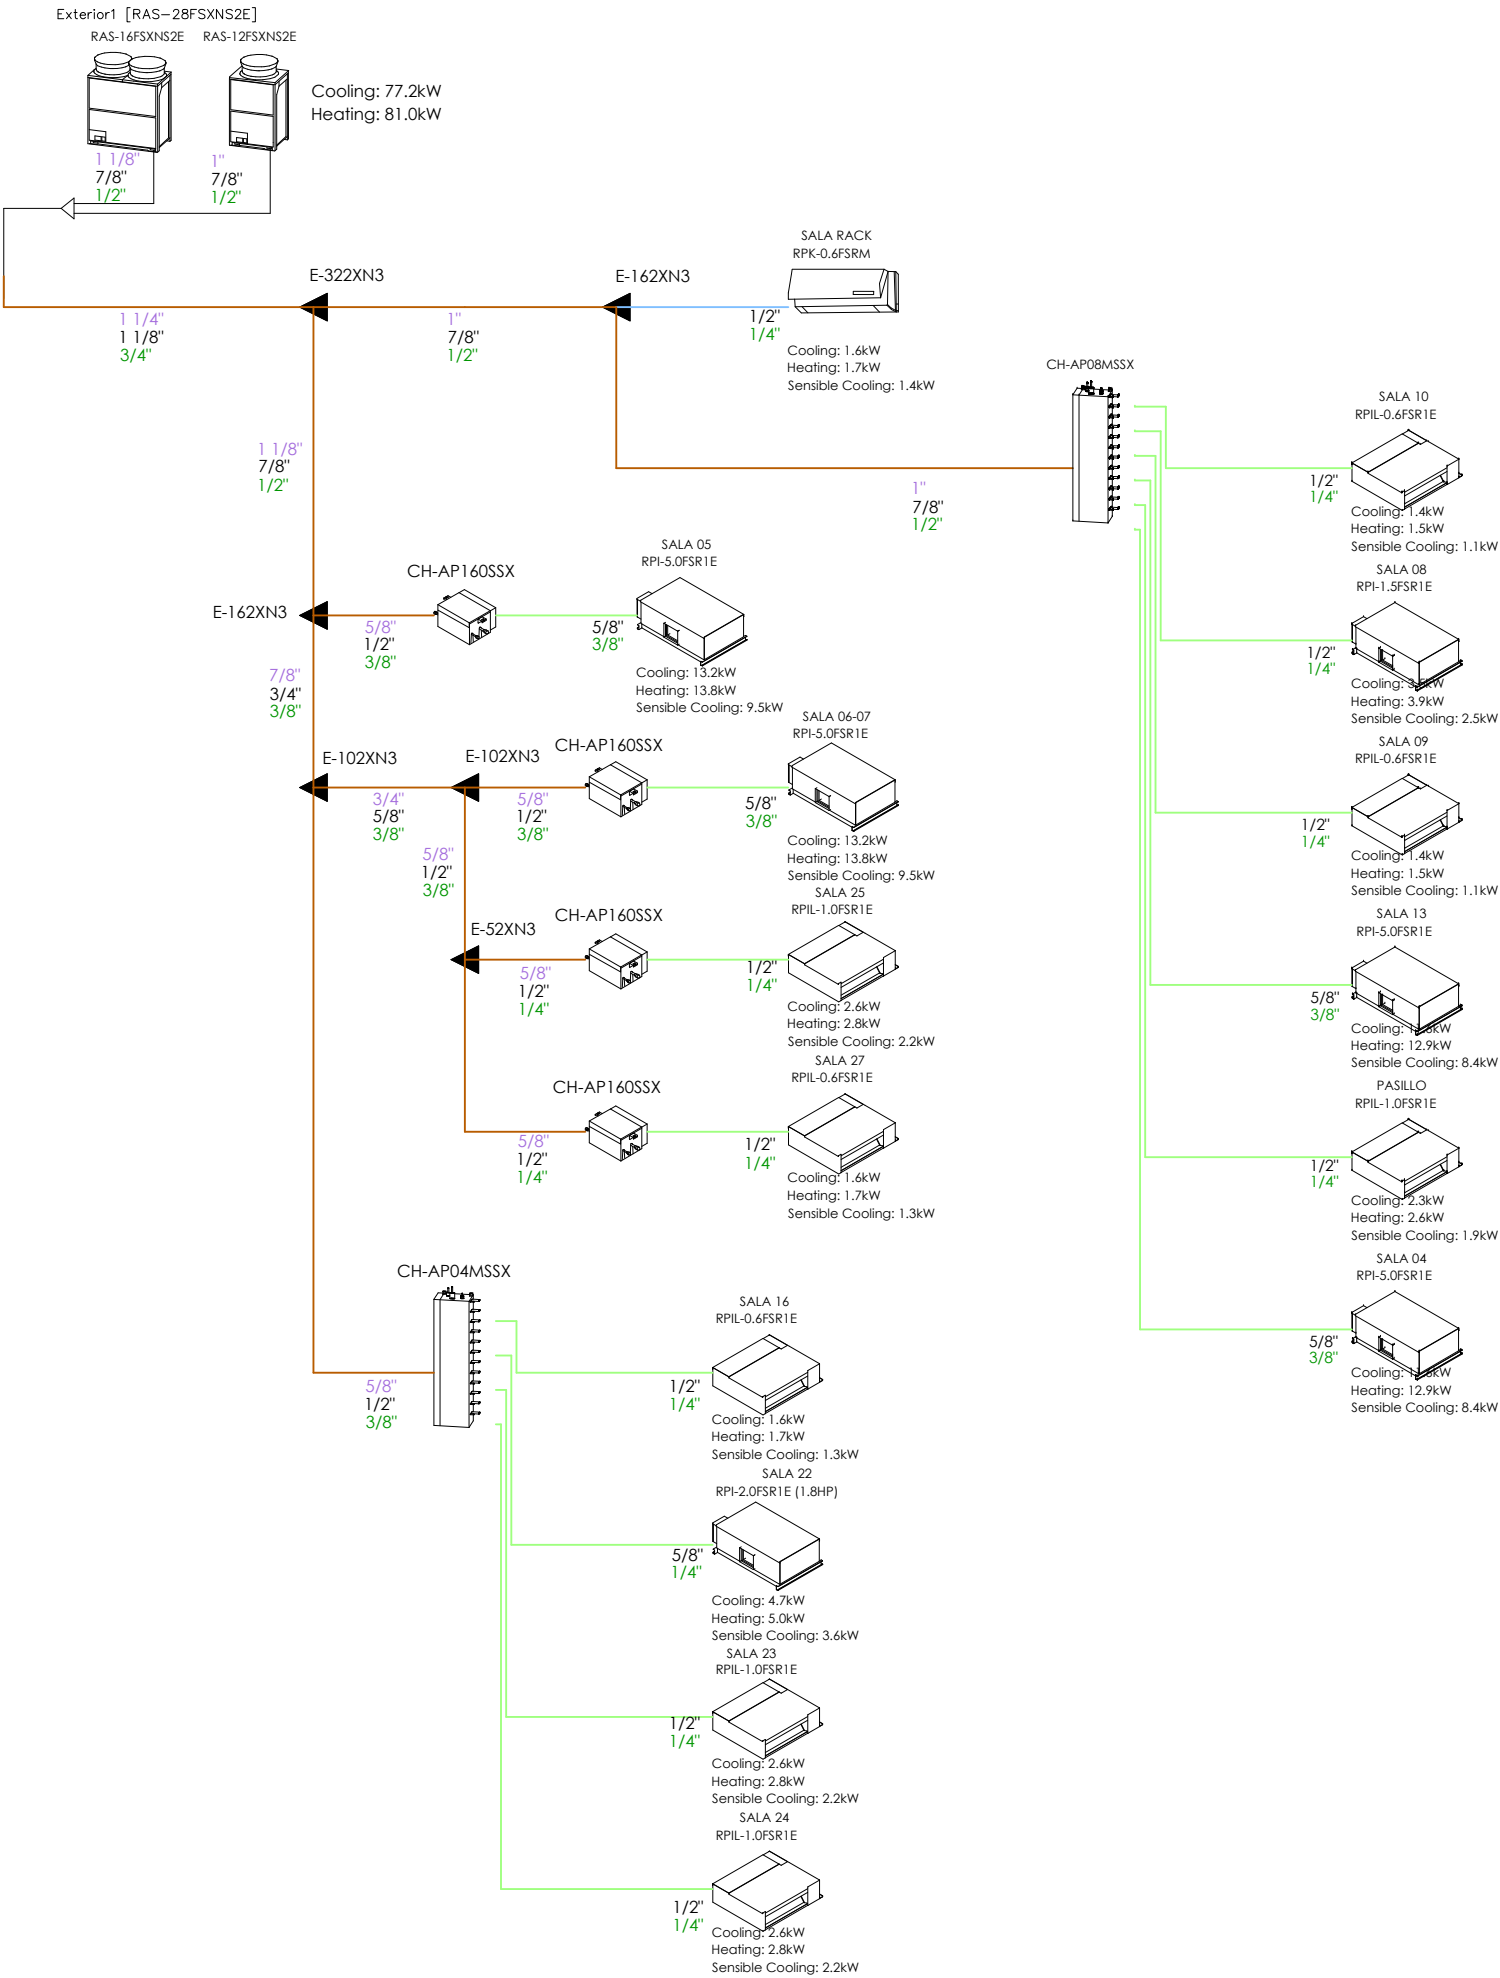 Exterior1 [RAS-28FSXNS2E]
RAS-16FSXNS2E
RAS-12FSXNS2E
Cooling: 77.2kW
Heating: 81.0kW
1 1/8"
7/8"
1/2"
1"
7/8"
1/2"
E-322XN3
1 1/4"
1 1/8"
3/4"
1"
7/8"
1/2"
E-162XN3
SALA RACK
RPK-0.6FSRM
1/2"
1/4"
Cooling: 1.6kW
Heating: 1.7kW
Sensible Cooling: 1.4kW
1"
7/8"
1/2"
CH-AP08MSSX
SALA 10
RPIL-0.6FSR1E
1/2"
1/4"
Cooling: 1.4kW
Heating: 1.5kW
Sensible Cooling: 1.1kW
SALA 08
RPI-1.5FSR1E
1/2"
1/4"
Cooling:
Heating: 3.9kW
Sensible Cooling: 2.5kW
SALA 09
RPIL-0.6FSR1E
1/2"
1/4"
Cooling: 1.4kW
Heating: 1.5kW
Sensible Cooling: 1.1kW
SALA 13
RPI-5.0FSR1E
5/8"
3/8"
Cooling:
Heating: 12.9kW
Sensible Cooling: 8.4kW
PASILLO
RPIL-1.0FSR1E
1/2"
1/4"
Cooling: 2.3kW
Heating: 2.6kW
Sensible Cooling: 1.9kW
SALA 04
RPI-5.0FSR1E
5/8"
3/8"
Cooling:
Heating: 12.9kW
Sensible Cooling: 8.4kW
1 1/8"
7/8"
1/2"
E-162XN3
5/8"
1/2"
3/8"
CH-AP160SSX
SALA 05
RPI-5.0FSR1E
5/8"
3/8"
Cooling: 13.2kW
Heating: 13.8kW
Sensible Cooling: 9.5kW
7/8"
3/4"
3/8"
E-102XN3
3/4"
5/8"
3/8"
E-102XN3
5/8"
1/2"
3/8"
CH-AP160SSX
SALA 06-07
RPI-5.0FSR1E
5/8"
3/8"
Cooling: 13.2kW
Heating: 13.8kW
Sensible Cooling: 9.5kW
5/8"
1/2"
3/8"
E-52XN3
5/8"
1/2"
1/4"
CH-AP160SSX
SALA 25
RPIL-1.0FSR1E
1/2"
1/4"
Cooling: 2.6kW
Heating: 2.8kW
Sensible Cooling: 2.2kW
5/8"
1/2"
1/4"
CH-AP160SSX
SALA 27
RPIL-0.6FSR1E
1/2"
1/4"
Cooling: 1.6kW
Heating: 1.7kW
Sensible Cooling: 1.3kW
5/8"
1/2"
3/8"
CH-AP04MSSX
SALA 16
RPIL-0.6FSR1E
1/2"
1/4"
Cooling: 1.6kW
Heating: 1.7kW
Sensible Cooling: 1.3kW
SALA 22
RPI-2.0FSR1E (1.8HP)
5/8"
1/4"
Cooling: 4.7kW
Heating: 5.0kW
Sensible Cooling: 3.6kW
SALA 23
RPIL-1.0FSR1E
1/2"
1/4"
Cooling: 2.6kW
Heating: 2.8kW
Sensible Cooling: 2.2kW
SALA 24
RPIL-1.0FSR1E
1/2"
1/4"
Cooling: 2.6kW
Heating: 2.8kW
Sensible Cooling: 2.2kW